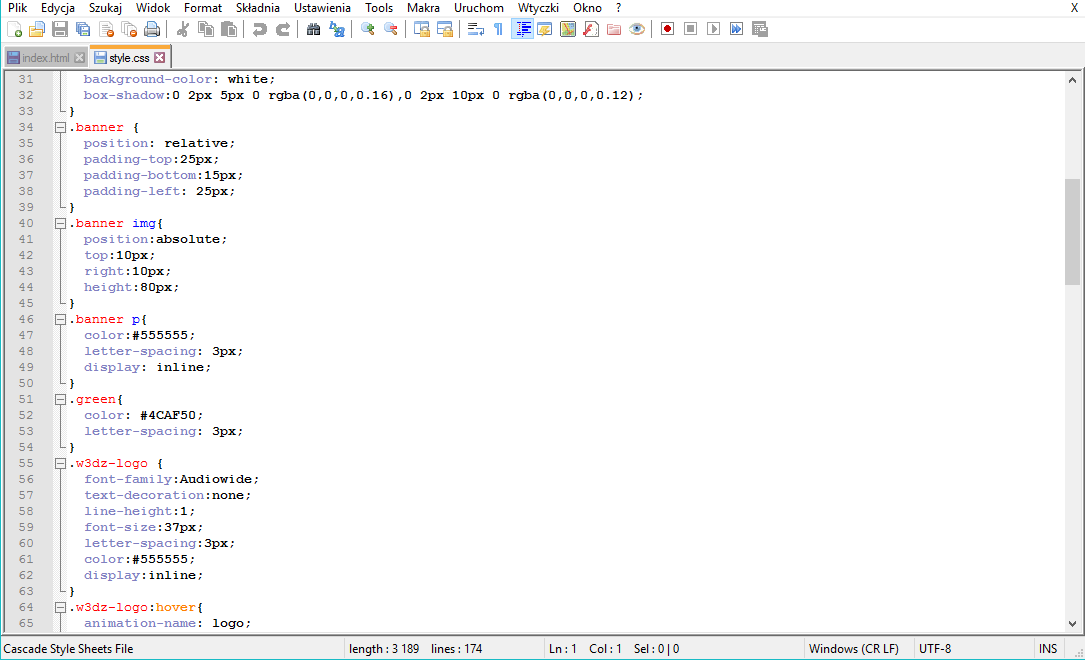 Plik Edycja Szukaj Widok Format Składnia Ustawienia Tools Makra Uruchom Wtyczki Okno ? X
index.html style.css
31 background-color: white;
32 box-shadow:0 2px 5px 0 rgba(0,0,0,0.16),0 2px 10px 0 rgba(0,0,0,0.12);
33 }
34 .banner {
35 position: relative;
36 padding-top:25px;
37 padding-bottom:15px;
38 padding-left: 25px;
39 }
40 .banner img{
41 position:absolute;
42 top:10px;
43 right:10px;
44 height:80px;
45 }
46 .banner p{
47 color:#555555;
48 letter-spacing: 3px;
49 display: inline;
50 }
51 .green{
52 color: #4CAF50;
53 letter-spacing: 3px;
54 }
55 .w3dz-logo {
56 font-family:Audiowide;
57 text-decoration:none;
58 line-height:1;
59 font-size:37px;
60 letter-spacing:3px;
61 color:#555555;
62 display:inline;
63 }
64 .w3dz-logo:hover{
65 animation-name: logo;
Cascade Style Sheets File length : 3 189 lines : 174 Ln : 1 Col : 1 Sel : 0 | 0 Windows (CR LF) UTF-8 INS